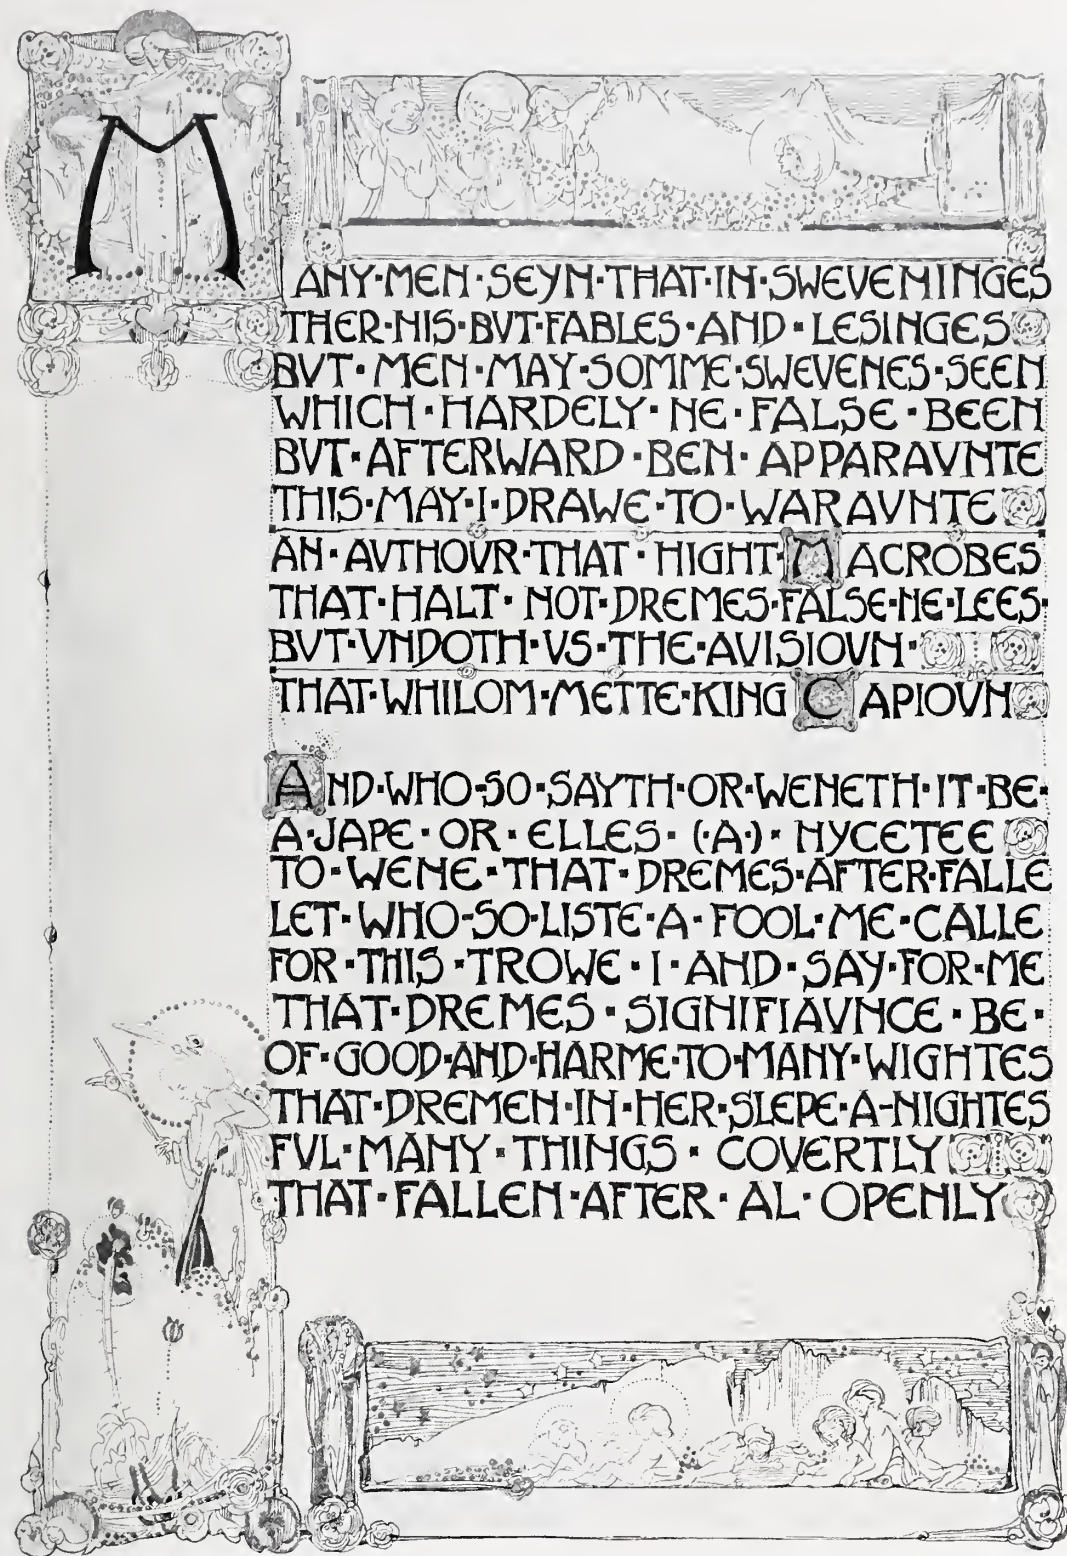 MANY·MEN·SEYN·THAT·IN·SWEVENINGES
THER·NIS·BVT·FABLES·AND·LESINGES
BVT·MEN·MAY·SOMME·SWEVENES·SEEN
WHICH·HARDELY·NE·FALSE·BEEN
BVT·AFTERWARD·BEN·APPARAVNTE
THIS·MAY·I·DRAWE·TO·WARAVNTE
AN·AVTHOVR·THAT·HIGHT·MACROBES
THAT·HALT·NOT·DREMES·FALSE·NE·LEES·
BVT·VNDOTH·VS·THE·AVISIOVN·
THAT·WHILOM·METTE·KING CAPIOVN
AND·WHO·SO·SAYTH·OR·WENETH·IT·BE·
A·JAPE·OR·ELLES·(·A·)·NYCETEE
TO·WENE·THAT·DREMES·AFTER·FALLE
LET·WHO-SO·LISTE·A·FOOL·ME·CALLE
FOR·THIS·TROWE·I·AND·SAY·FOR·ME
THAT·DREMES·SIGNIFIAVNCE·BE·
OF·GOOD·AND·HARME·TO·MANY·WIGHTES
THAT·DREMEN·IN·HER·SLEPE·A-NIGHTES
FVL·MANY·THINGS·COVERTLY
THAT·FALLEN·AFTER·AL·OPENLY